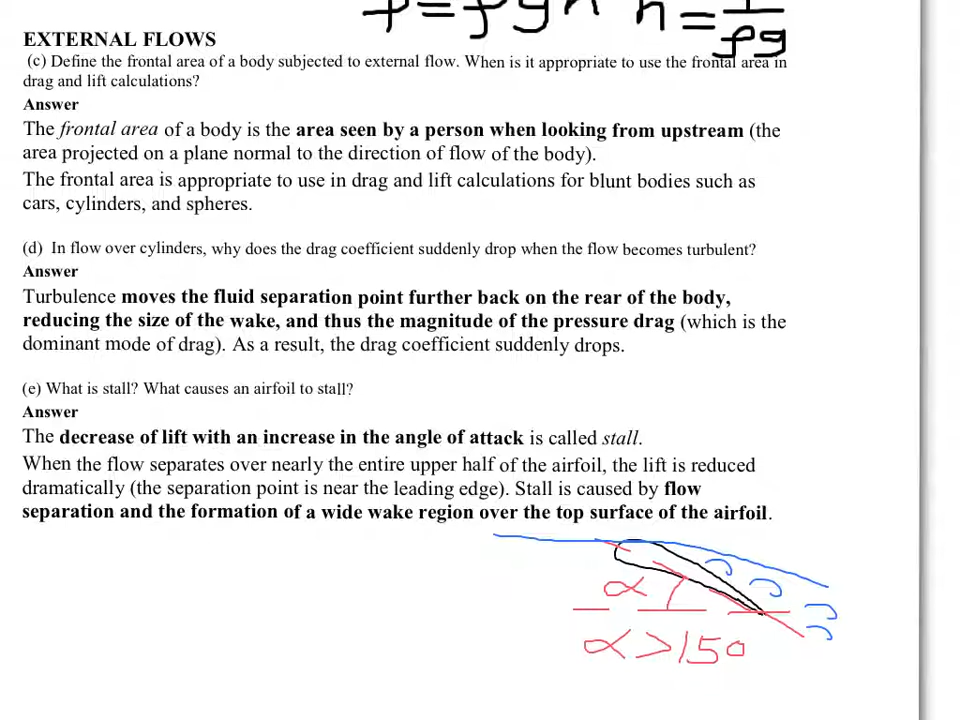 p = ρgh h = P/ρg
EXTERNAL FLOWS
(c) Define the frontal area of a body subjected to external flow. When is it appropriate to use the frontal area in
drag and lift calculations?
Answer
The frontal area of a body is the area seen by a person when looking from upstream (the
area projected on a plane normal to the direction of flow of the body).
The frontal area is appropriate to use in drag and lift calculations for blunt bodies such as
cars, cylinders, and spheres.
(d) In flow over cylinders, why does the drag coefficient suddenly drop when the flow becomes turbulent?
Answer
Turbulence moves the fluid separation point further back on the rear of the body,
reducing the size of the wake, and thus the magnitude of the pressure drag (which is the
dominant mode of drag). As a result, the drag coefficient suddenly drops.
(e) What is stall? What causes an airfoil to stall?
Answer
The decrease of lift with an increase in the angle of attack is called stall.
When the flow separates over nearly the entire upper half of the airfoil, the lift is reduced
dramatically (the separation point is near the leading edge). Stall is caused by flow
separation and the formation of a wide wake region over the top surface of the airfoil.
α
α > 15°